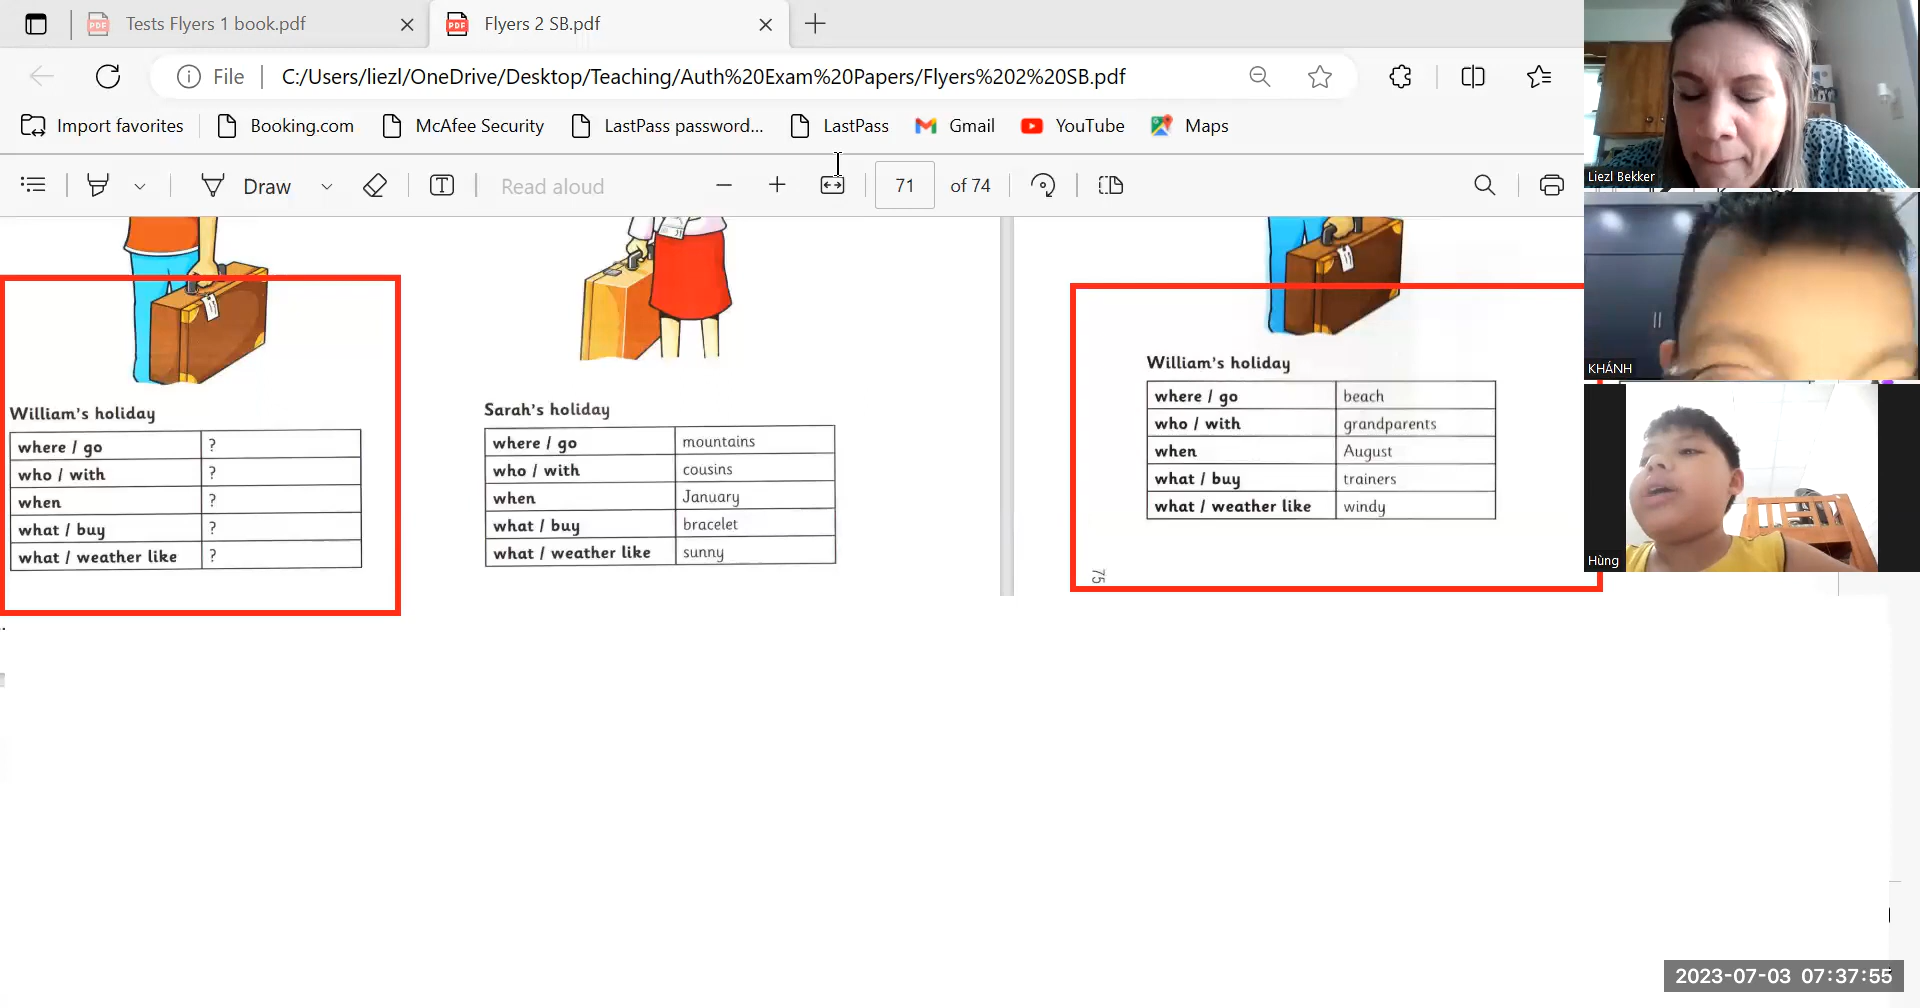 Tests Flyers 1 book.pdf
Flyers 2 SB.pdf
File
C:/Users/liezl/OneDrive/Desktop/Teaching/Auth%20Exam%20Papers/Flyers%202%20SB.pdf
Import favorites
Booking.com
McAfee Security
LastPass password...
LastPass
Gmail
YouTube
Maps
Draw
Read aloud
71
of 74
Liezl Bekker
KHÁNH
Hùng
William's holiday
where / go ?
who / with ?
when ?
what / buy ?
what / weather like ?
Sarah's holiday
where / go mountains
who / with cousins
when January
what / buy bracelet
what / weather like sunny
William's holiday
where / go beach
who / with grandparents
when August
what / buy trainers
what / weather like windy
75
2023-07-03 07:37:55